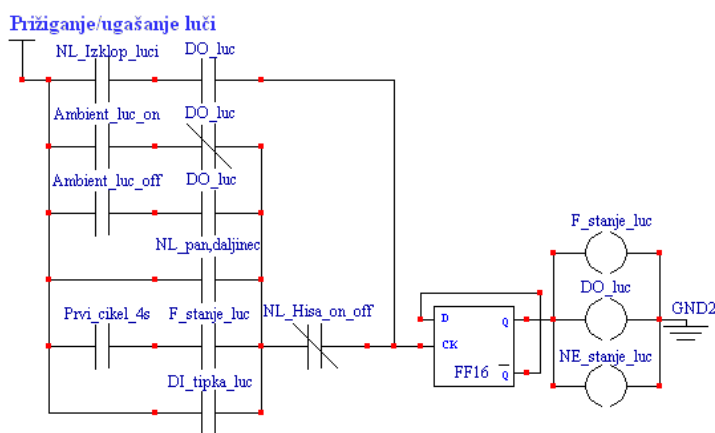 Prižiganje/ugašanje luči
NL_Izklop_luci
DO_luc
Ambient_luc_on
DO_luc
Ambient_luc_off
DO_luc
NL_pan,daljinec
Prvi_cikel_4s
F_stanje_luc
NL_Hisa_on_off
DI_tipka_luc
D
Q
CK
FF16
Q
F_stanje_luc
DO_luc
GND2
NE_stanje_luc